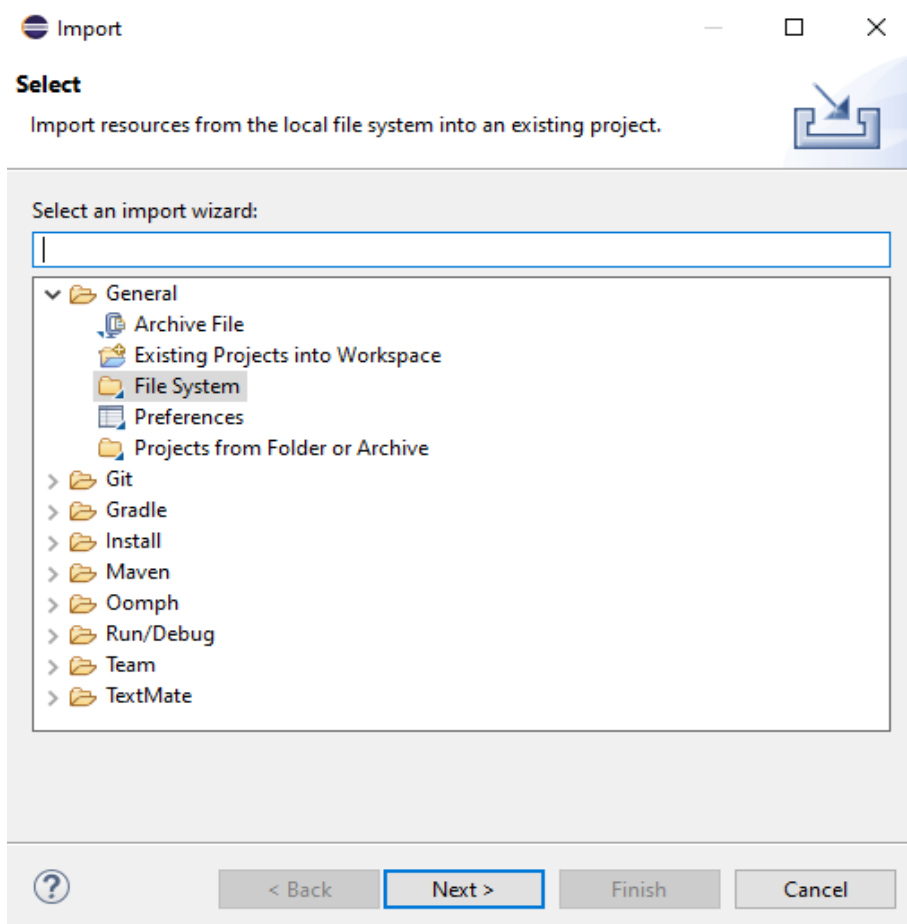 Import
Select
Import resources from the local file system into an existing project.
Select an import wizard:
General
Archive File
Existing Projects into Workspace
File System
Preferences
Projects from Folder or Archive
Git
Gradle
Install
Maven
Oomph
Run/Debug
Team
TextMate
? < Back Next > Finish Cancel